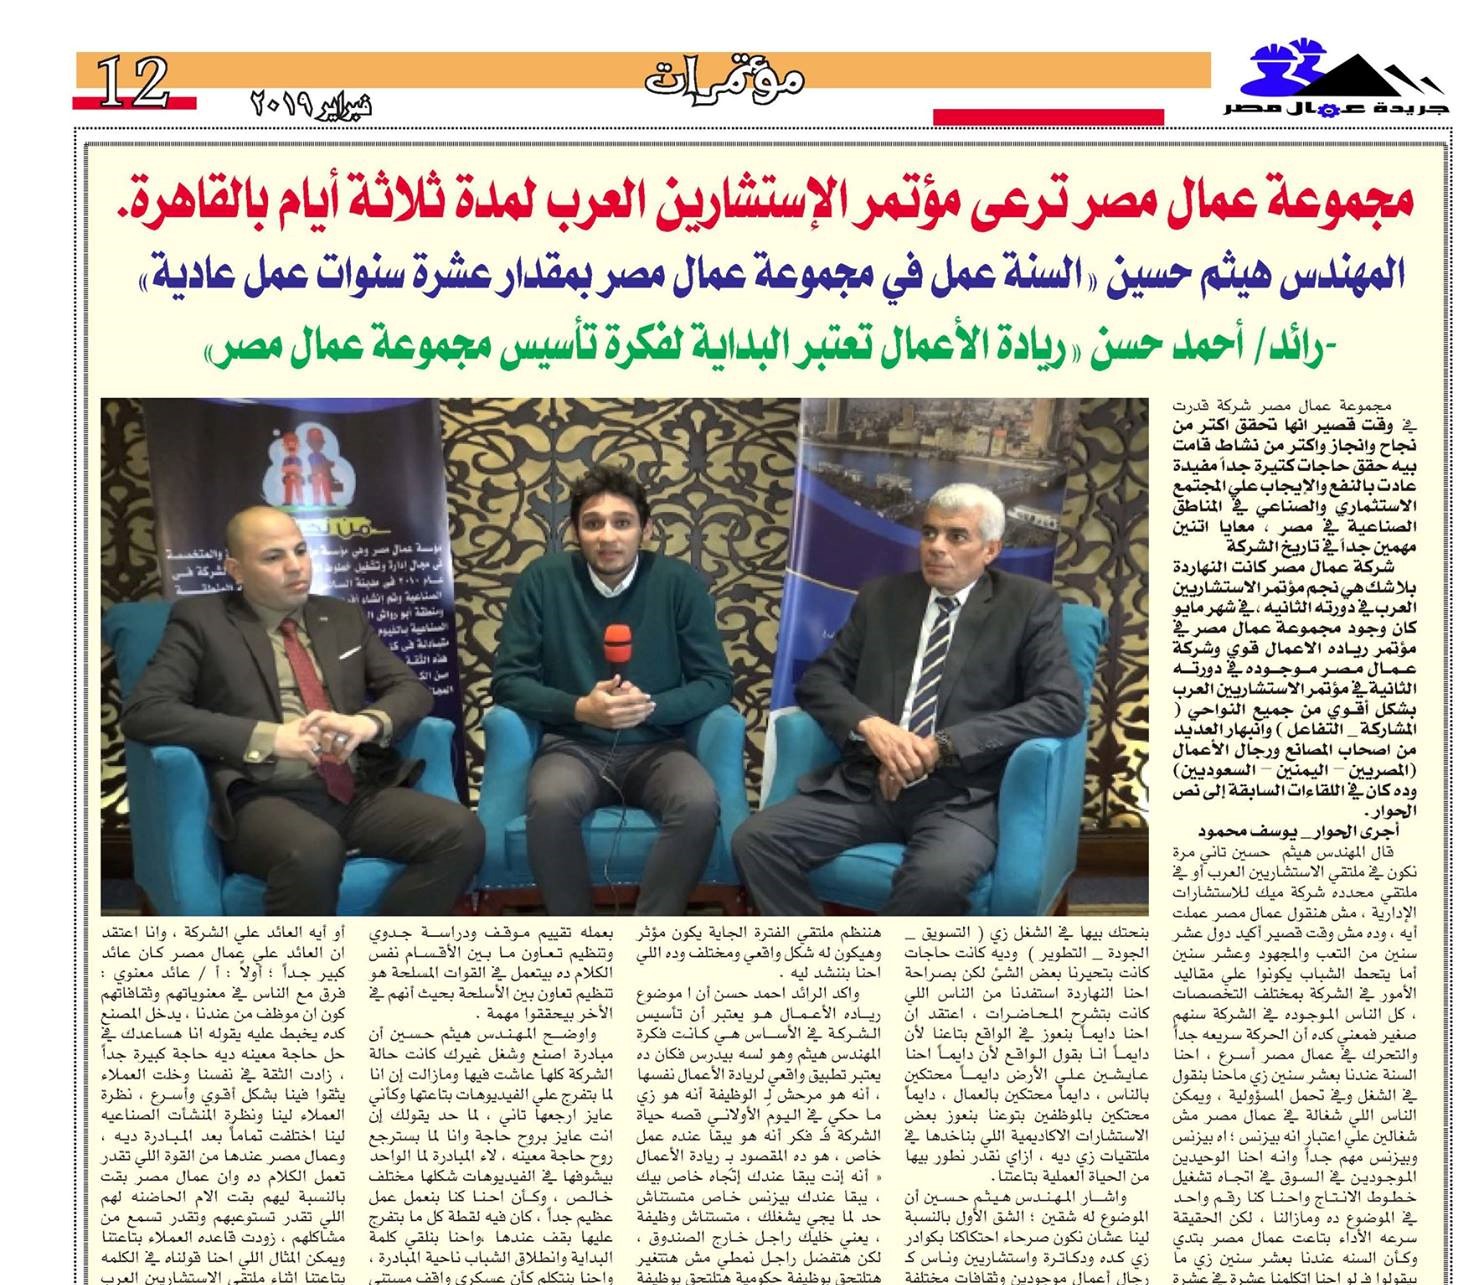 جريدة عمال مصر
مؤتمرات
فبراير ٢٠١٩
12
مجموعة عمال مصر ترعى مؤتمر الإستشارين العرب لمدة ثلاثة أيام بالقاهرة.
المهندس هيثم حسين « السنة عمل في مجموعة عمال مصر بمقدار عشرة سنوات عمل عادية »
-رائد/ أحمد حسن « ريادة الأعمال تعتبر البداية لفكرة تأسيس مجموعة عمال مصر»
مجموعة عمال مصر شركة قدرت
في وقت قصير انها تحقق اكتر من
نجاح وانجاز واكتر من نشاط قامت
بيه حقق حاجات كتيرة جداً مفيدة
عادت بالنفع والإيجاب علي المجتمع
الاستثماري والصناعي في المناطق
الصناعية في مصر ، معايا اتنين
مهمين جداً في تاريخ الشركة
شركة عمال مصر كانت النهاردة
بلا شك هي نجم مؤتمر الاستشاريين
العرب في دورته الثانيه ، في شهر مايو
كان وجود مجموعة عمال مصر في
مؤتمر رياده الاعمال قوي وشركة
عمال مصر موجوده في دورته
الثانية في مؤتمر الاستشاريين العرب
بشكل أقوي من جميع النواحي (
المشاركة _ التفاعل ) وانبهار العديد
من اصحاب المصانع ورجال الأعمال
(المصريين – اليمنين – السعوديين)
وده كان في اللقاءات السابقة إلى نص
الحوار .
أجرى الحوار _ يوسف محمود
قال المهندس هيثم حسين تاني مرة
نكون في ملتقي الاستشاريين العرب أو في
ملتقي محدده شركة ميك للاستشارات
الإدارية ، مش هنقول عمال مصر عملت
أيه ، وده مش وقت قصير أكيد دول عشر
سنين من التعب والمجهود وعشر سنين
أما يتحط الشباب يكونوا علي مقاليد
الأمور في الشركة بمختلف التخصصات
، كل الناس الموجوده في الشركة سنهم
صغير فمعني كده أن الحركة سريعه جداً
والتحرك في عمال مصر أسرع ، احنا
السنة عندنا بعشر سنين زي ماحنا بنقول
في الشغل وفي تحمل المسؤولية ، ويمكن
الناس اللي شغالة في عمال مصر مش
شغالين علي اعتبار انه بيزنس ؛ اه بيزنس
وبيزنس مهم جداً وانه احنا الوحيدين
الموجودين في السوق في اتجاه تشغيل
خطوط الانتاج واحنا كنا رقم واحد
في الموضوع ده ومازالنا ، لكن الحقيقة
سرعه الأداء بتاعت عمال مصر بتدي
وكأن السنه عندنا بعشر سنين زي ما
بنحتك بيها في الشغل زي ( التسويق _
الجودة _ التطوير ) وديه كانت حاجات
كانت بتحيرنا بعض الشئ لكن بصراحة
احنا النهاردة استفدنا من الناس اللي
كانت بتشرح المحاضرات ، اعتقد ان
احنا دايماً بنعوز في الواقع بتاعنا لأن
دايماً انا بقول الواقع لأن دايماً احنا
عايشين علي الأرض دايماً محتكين
بالناس ، دايماً محتكين بالعمال ، دايماً
محتكين بالموظفين بتوعنا بنعوز بعض
الاستشارات الاكاديمية اللي بناخدها في
ملتقيات زي ديه ، ازاي نقدر نطور بيها
من الحياة العملية بتاعتنا .
واشار المهندس هيثم حسين أن
الموضوع له شقين ؛ الشق الأول بالنسبة
لينا عشان نكون صرحاء احتكاكنا بكوادر
زي كده ودكاترة واستشاريين وناس ک
رجال أعمال موجودين وثقافات مختلفة
هننظم ملتقي الفترة الجاية يكون مؤثر
وهيكون له شكل واقعي ومختلف وده اللي
احنا بننشد ليه .
واكد الرائد احمد حسن أن ا موضوع
رياده الأعمال هو يعتبر أن تأسيس
الشركة في الأساس هي كانت فكرة
المهندس هيثم وهو لسه بيدرس فكان ده
يعتبر تطبيق واقعي لريادة الأعمال نفسها
، أنه هو مرحش لـ الوظيفة أنه هو زي
ما حكي في اليوم الأولاني قصه حياة
الشركة فـ فكر أنه هو يبقا عنده عمل
خاص ، هو ده المقصود بـ ريادة الأعمال
« أنه إنت يبقا عندك إتجاه خاص بيك
، يبقا عندك بيزنس خاص متستناش
حد لما يجي يشغلك ، متستناش وظيفة
، يعني خليك راجل خارج الصندوق ،
لكن هتفضل راجل نمطي مش هتتغير
هتلتحق بوظيفة حكومية هتلتحق بوظيفة
بعمله تقييم موقف ودراسة جدوي
وتنظيم تعاون ما بين الأقسام نفس
الكلام ده بيتعمل في القوات المسلحة هو
تنظيم تعاون بين الأسلحة بحيث أنهم في
الأخر بيحققوا مهمة .
واوضح المهندس هيثم حسين أن
مبادرة اصنع وشغل غيرك كانت حالة
الشركة كلها عاشت فيها ومازالت إن انا
لما بتفرج علي الفيديوهات بتاعتها وكأني
عايز ارجعها تاني ، لما حد يقولك إن
انت عايز بروح حاجة وانا لما بسترجع
روح حاجة معينه ، لاء المبادرة لما الواحد
بيشوفها في الفيديوهات شكلها مختلف
خالص ، وكأن احنا كنا بنعمل عمل
عظيم جداً ، كان فيه لقطة كل ما بتفرج
عليها بقف عندها ،واحنا بنلقي كلمة
البداية وانطلاق الشباب ناحية المبادرة ،
واحنا بنتكلم كأن عسكري واقف مستني
أو أيه العائد علي الشركة ، وانا اعتقد
ان العائد علي عمال مصر كان عائد
كبير جداً ؛ أولاً : أ / عائد معنوي :
فرق مع الناس في معنوياتهم وثقافاتهم
كون ان موظف من عندنا ، يدخل المصنع
كده يخبط عليه يقوله انا هساعدك في
حل حاجة معينه ديه حاجة كبيرة جداً
، زادت الثقة في نفسنا وخلت العملاء
يثقوا فينا بشكل أقوي وأسرع ، نظرة
العملاء لينا ونظرة المنشأت الصناعيه
لينا اختلفت تماماً بعد المبادرة ديه ،
وعمال مصر عندها من القوة اللي تقدر
تعمل الكلام ده وان عمال مصر بقت
بالنسبة ليهم بقت الام الحاضنه لهم
اللي تقدر تستوعبهم وتقدر تسمع من
مشاكلهم ، زودت قاعده العملاء بتاعتنا
ويمكن المثال اللي احنا قولناه في الكلمه
بتاعتنا اثناء ملتقي الاستشاريين العرب